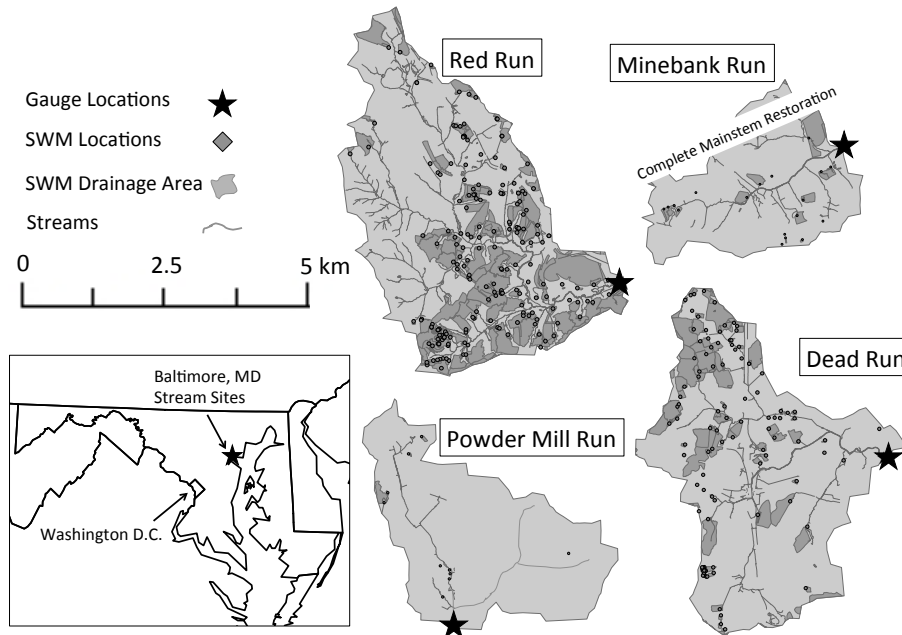 Red Run
Minebank Run
Gauge Locations
SWM Locations
SWM Drainage Area
Streams
Complete Mainstem Restoration
0 2.5 5 km
Baltimore, MD
Stream Sites
Washington D.C.
Dead Run
Powder Mill Run